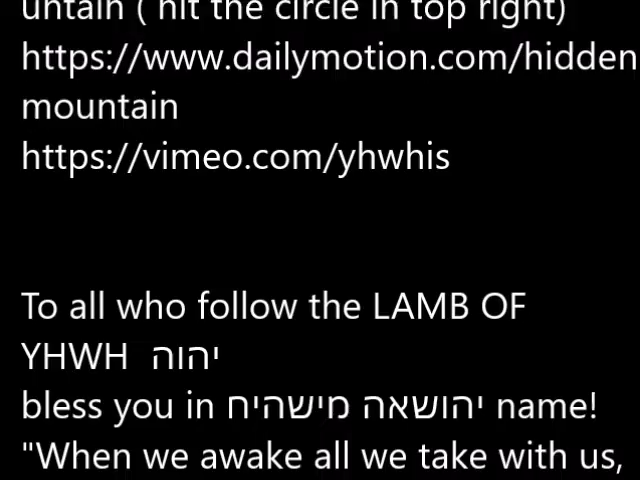 untain ( hit the circle in top right)
https://www.dailymotion.com/hidden
mountain
https://vimeo.com/yhwhis
To all who follow the LAMB OF
YHWH יהוה
bless you in יהושאה מישהיח name!
"When we awake all we take with us,